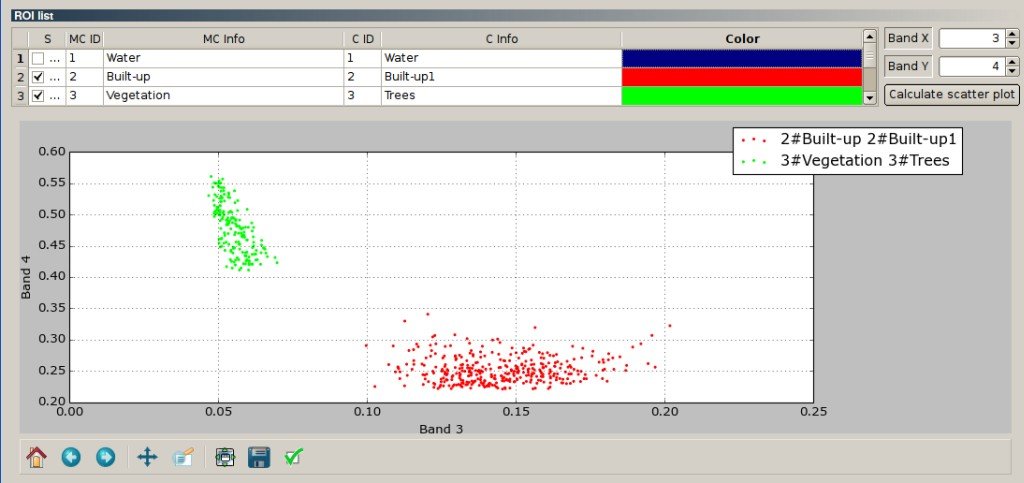 ROI list
S MC ID MC Info C ID C Info Color
1 ... 1 Water 1 Water
2 ... 2 Built-up 2 Built-up1
3 ... 3 Vegetation 3 Trees
Band X 3
Band Y 4
Calculate scatter plot
2#Built-up 2#Built-up1
3#Vegetation 3#Trees
0.60
0.55
0.50
0.45
0.40
0.35
0.30
0.25
0.20
Band 4
0.00 0.05 0.10 0.15 0.20 0.25
Band 3